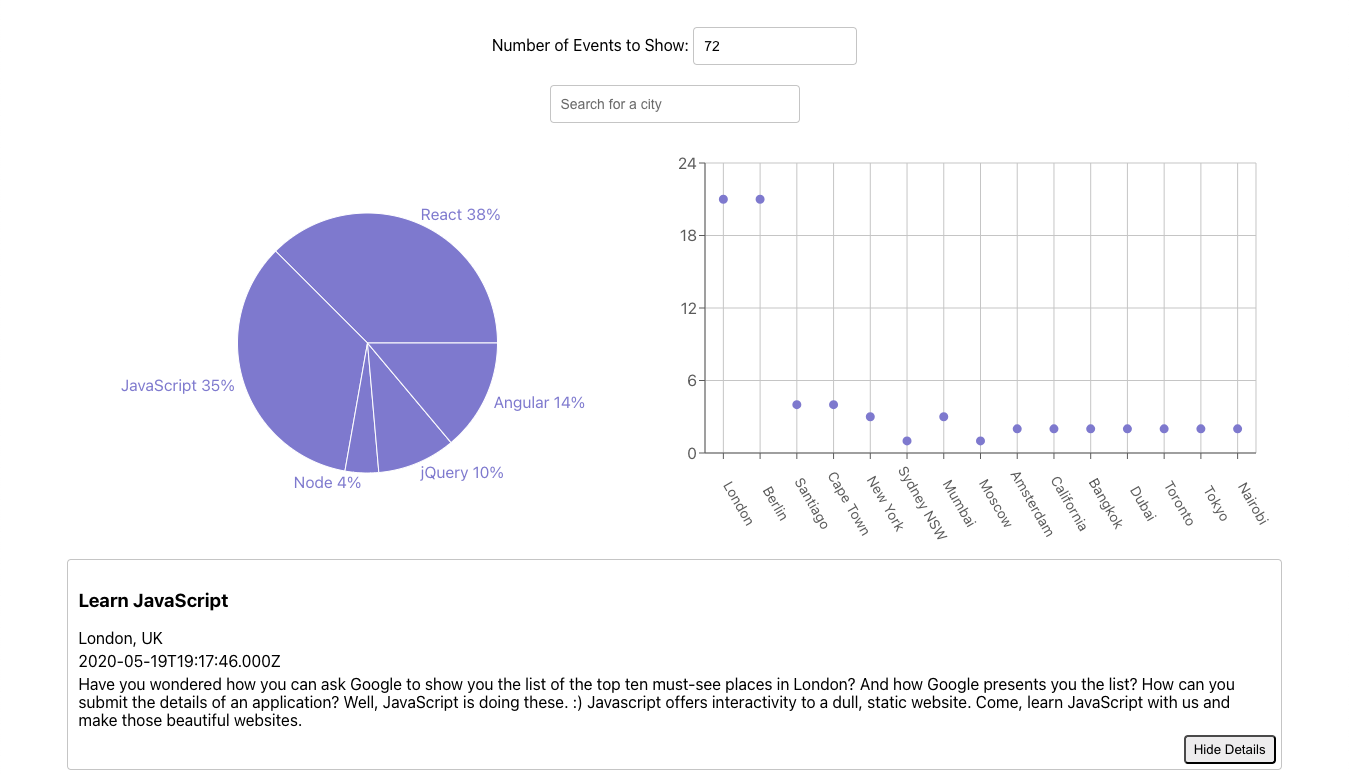 Number of Events to Show: 72
Search for a city
React 38%
JavaScript 35%
Angular 14%
jQuery 10%
Node 4%
24
18
12
6
0
London
Berlin
Santiago
Cape Town
New York
Sydney NSW
Mumbai
Moscow
Amsterdam
California
Bangkok
Dubai
Toronto
Tokyo
Nairobi
Learn JavaScript
London, UK
2020-05-19T19:17:46.000Z
Have you wondered how you can ask Google to show you the list of the top ten must-see places in London? And how Google presents you the list? How can you
submit the details of an application? Well, JavaScript is doing these. :) Javascript offers interactivity to a dull, static website. Come, learn JavaScript with us and
make those beautiful websites.
Hide Details